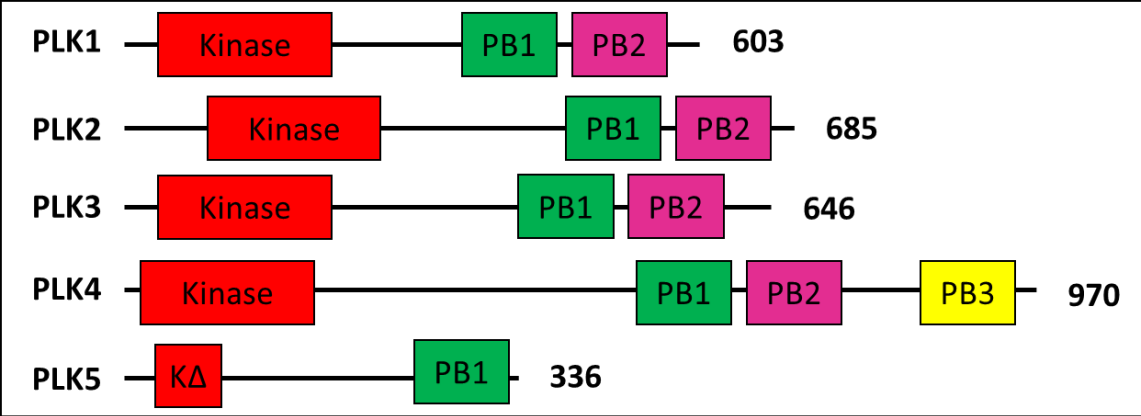 PLK1 Kinase PB1 PB2 603
PLK2 Kinase PB1 PB2 685
PLK3 Kinase PB1 PB2 646
PLK4 Kinase PB1 PB2 PB3 970
PLK5 KΔ PB1 336